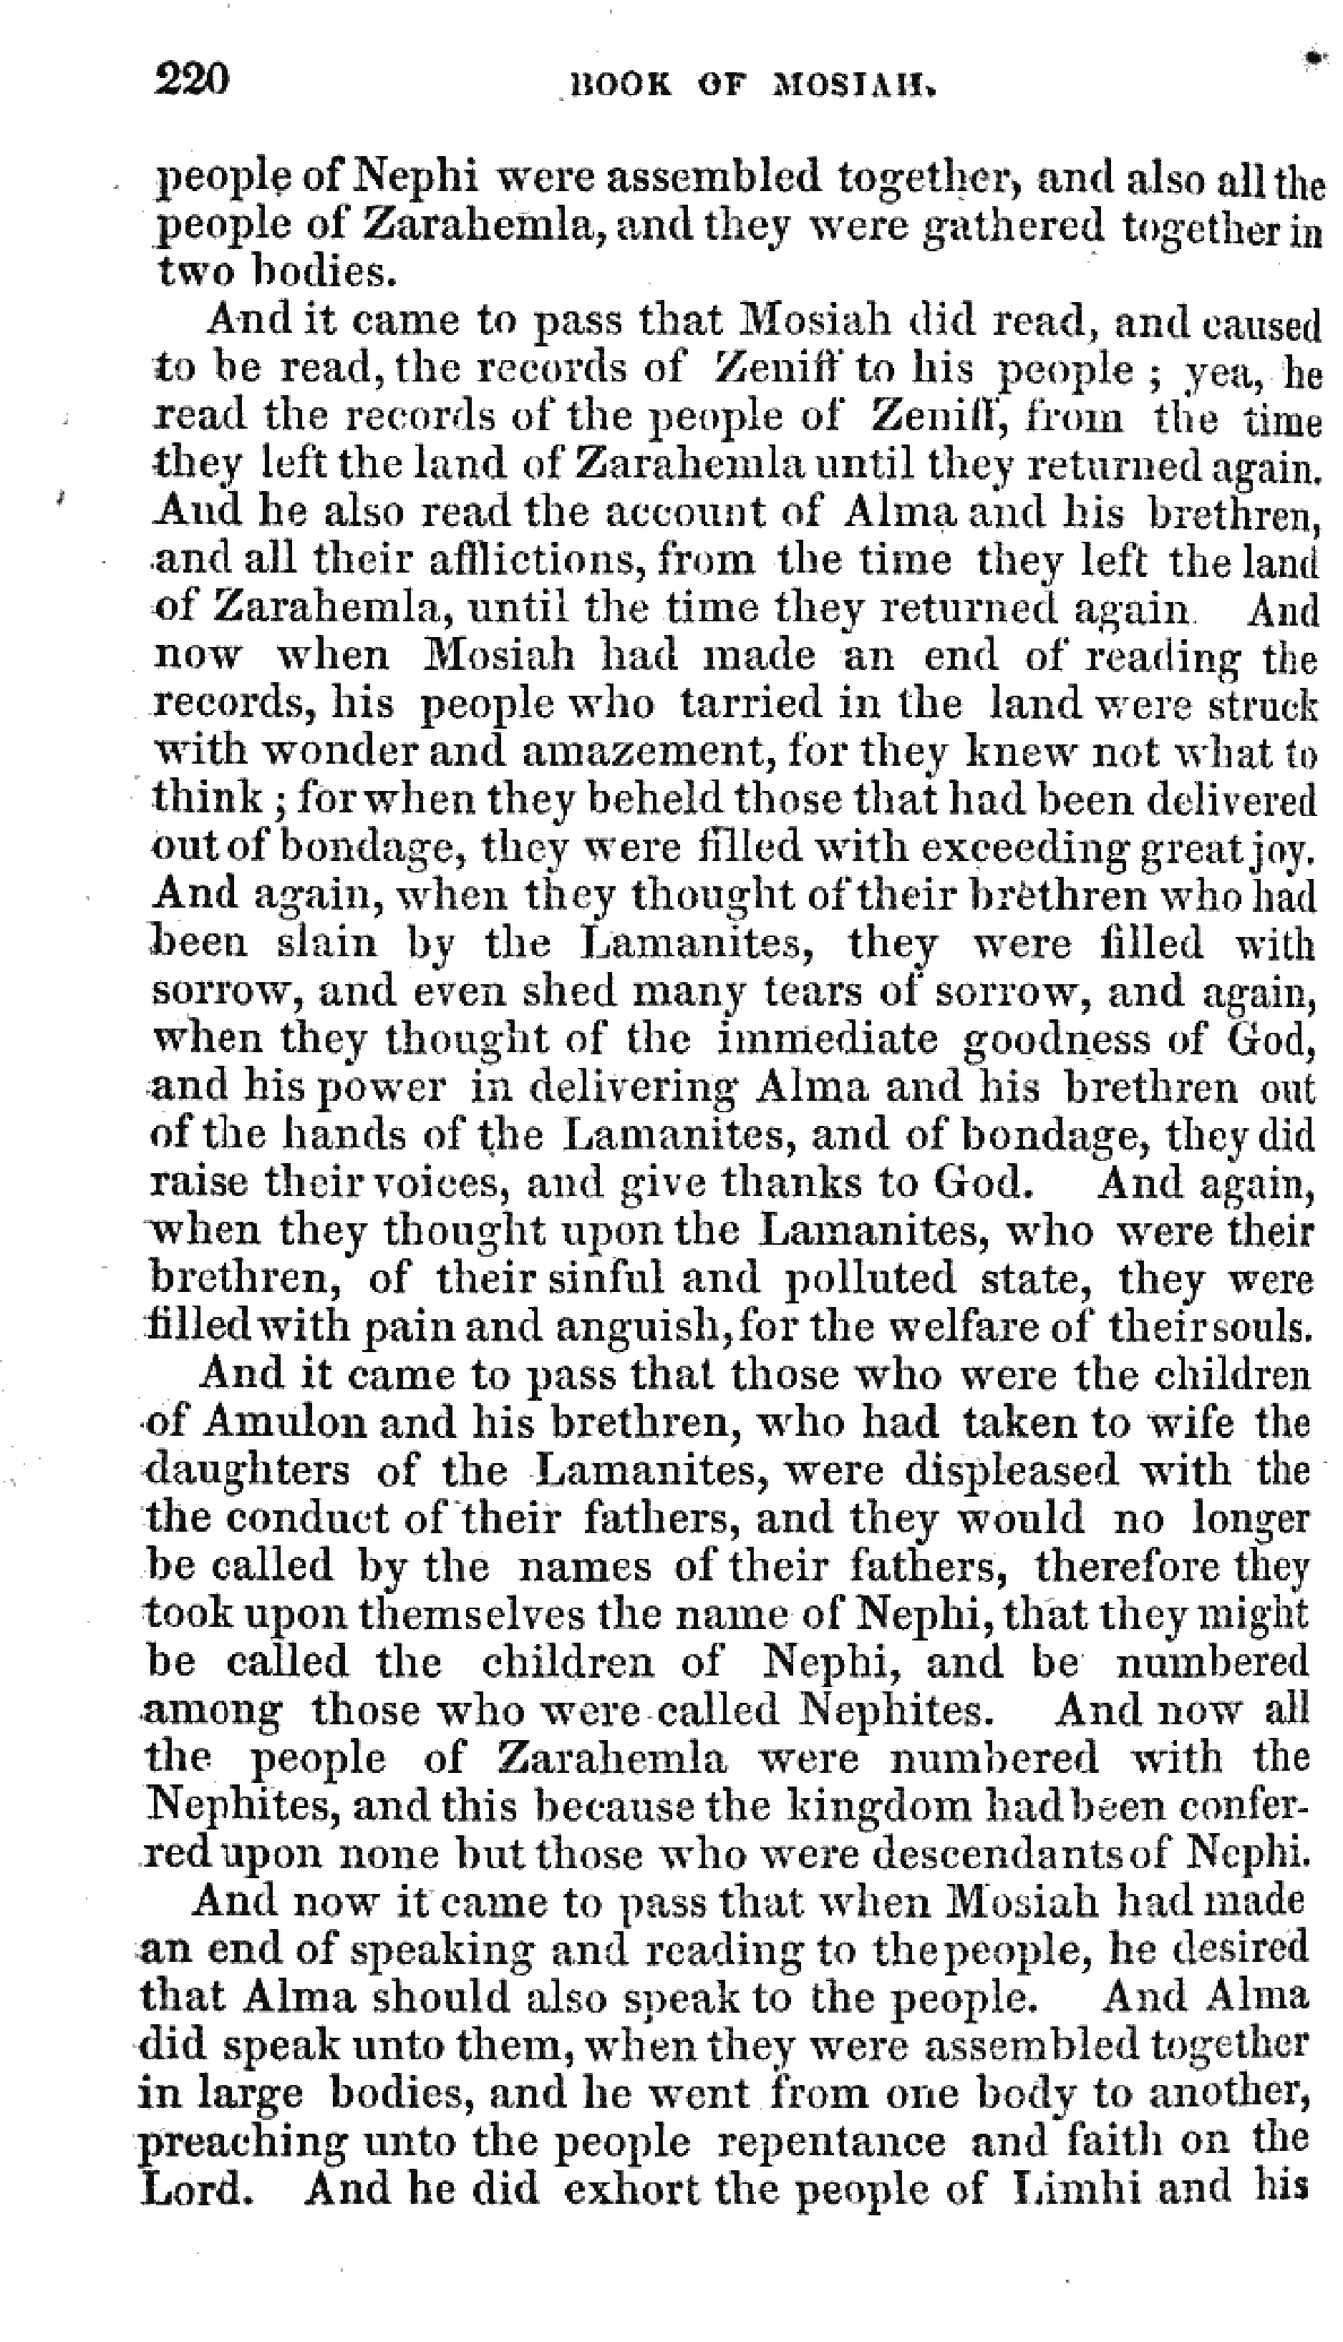 220 BOOK OF MOSIAH.
people of Nephi were assembled together, and also all the
people of Zarahemla, and they were gathered together in
two bodies.
And it came to pass that Mosiah did read, and caused
to be read, the records of Zeniff to his people ; yea, he
read the records of the people of Zeniff, from the time
they left the land of Zarahemla until they returned again.
And he also read the account of Alma and his brethren,
and all their afflictions, from the time they left the land
of Zarahemla, until the time they returned again. And
now when Mosiah had made an end of reading the
records, his people who tarried in the land were struck
with wonder and amazement, for they knew not what to
think ; for when they beheld those that had been delivered
out of bondage, they were filled with exceeding great joy.
And again, when they thought of their brethren who had
been slain by the Lamanites, they were filled with
sorrow, and even shed many tears of sorrow, and again,
when they thought of the immediate goodness of God,
and his power in delivering Alma and his brethren out
of the hands of the Lamanites, and of bondage, they did
raise their voices, and give thanks to God. And again,
when they thought upon the Lamanites, who were their
brethren, of their sinful and polluted state, they were
filled with pain and anguish, for the welfare of their souls.
And it came to pass that those who were the children
of Amulon and his brethren, who had taken to wife the
daughters of the Lamanites, were displeased with the
the conduct of their fathers, and they would no longer
be called by the names of their fathers, therefore they
took upon themselves the name of Nephi, that they might
be called the children of Nephi, and be numbered
among those who were called Nephites. And now all
the people of Zarahemla were numbered with the
Nephites, and this because the kingdom had been confer-
red upon none but those who were descendants of Nephi.
And now it came to pass that when Mosiah had made
an end of speaking and reading to the people, he desired
that Alma should also speak to the people. And Alma
did speak unto them, when they were assembled together
in large bodies, and he went from one body to another,
preaching unto the people repentance and faith on the
Lord. And he did exhort the people of Limhi and his